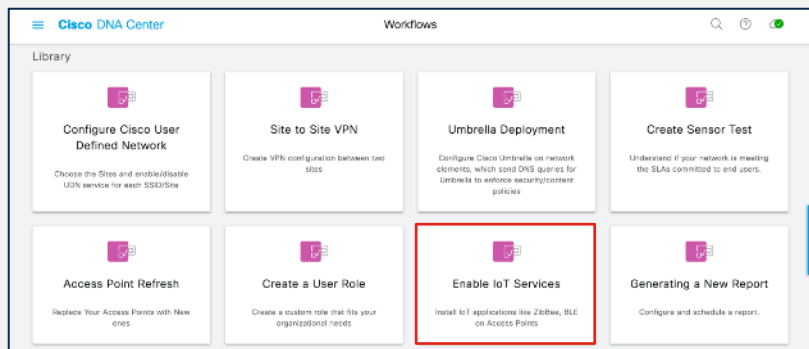 Cisco DNA Center
Workflows
Library
Configure Cisco User
Defined Network
Choose the Sites and enable/disable
UDN service for each SSID/Site
Site to Site VPN
Create VPN configuration between two
sites
Umbrella Deployment
Configure Cisco Umbrella on network
elements, which send DNS queries for
Umbrella to enforce security/content
policies
Create Sensor Test
Understand if your network is meeting
the SLAs committed to end users.
Access Point Refresh
Replace Your Access Points with New
ones
Create a User Role
Create a custom role that fits your
organizational needs
Enable IoT Services
Install IoT applications like ZibBee, BLE
on Access Points
Generating a New Report
Configure and schedule a report.